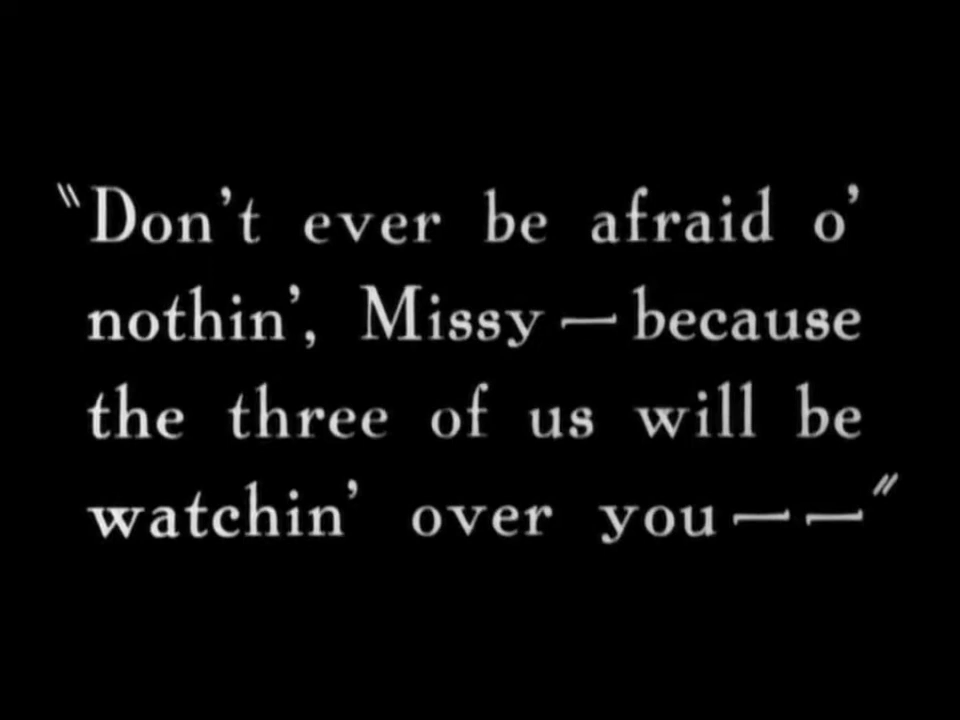 "Don't ever be afraid o'
nothin', Missy — because
the three of us will be
watchin' over you — —"